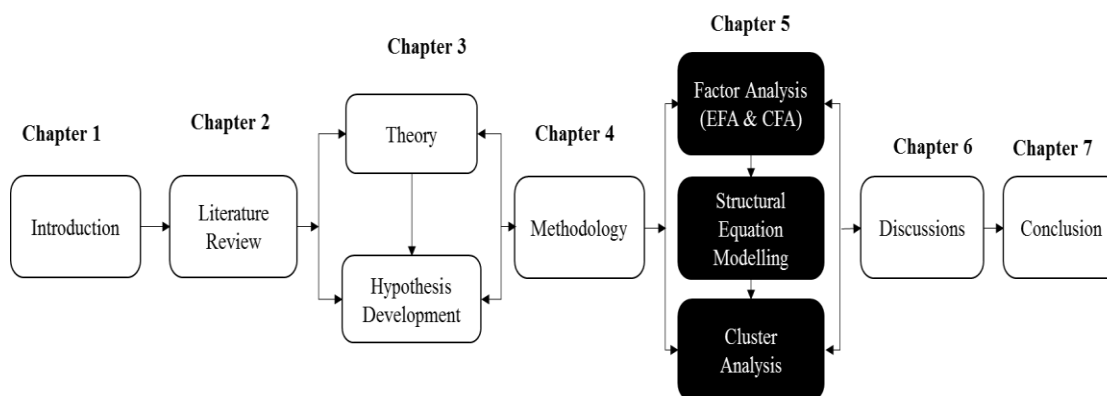 Chapter 1
Introduction
Chapter 2
Literature
Review
Chapter 3
Theory
Hypothesis
Development
Chapter 4
Methodology
Chapter 5
Factor Analysis
(EFA & CFA)
Structural
Equation
Modelling
Cluster
Analysis
Chapter 6
Discussions
Chapter 7
Conclusion